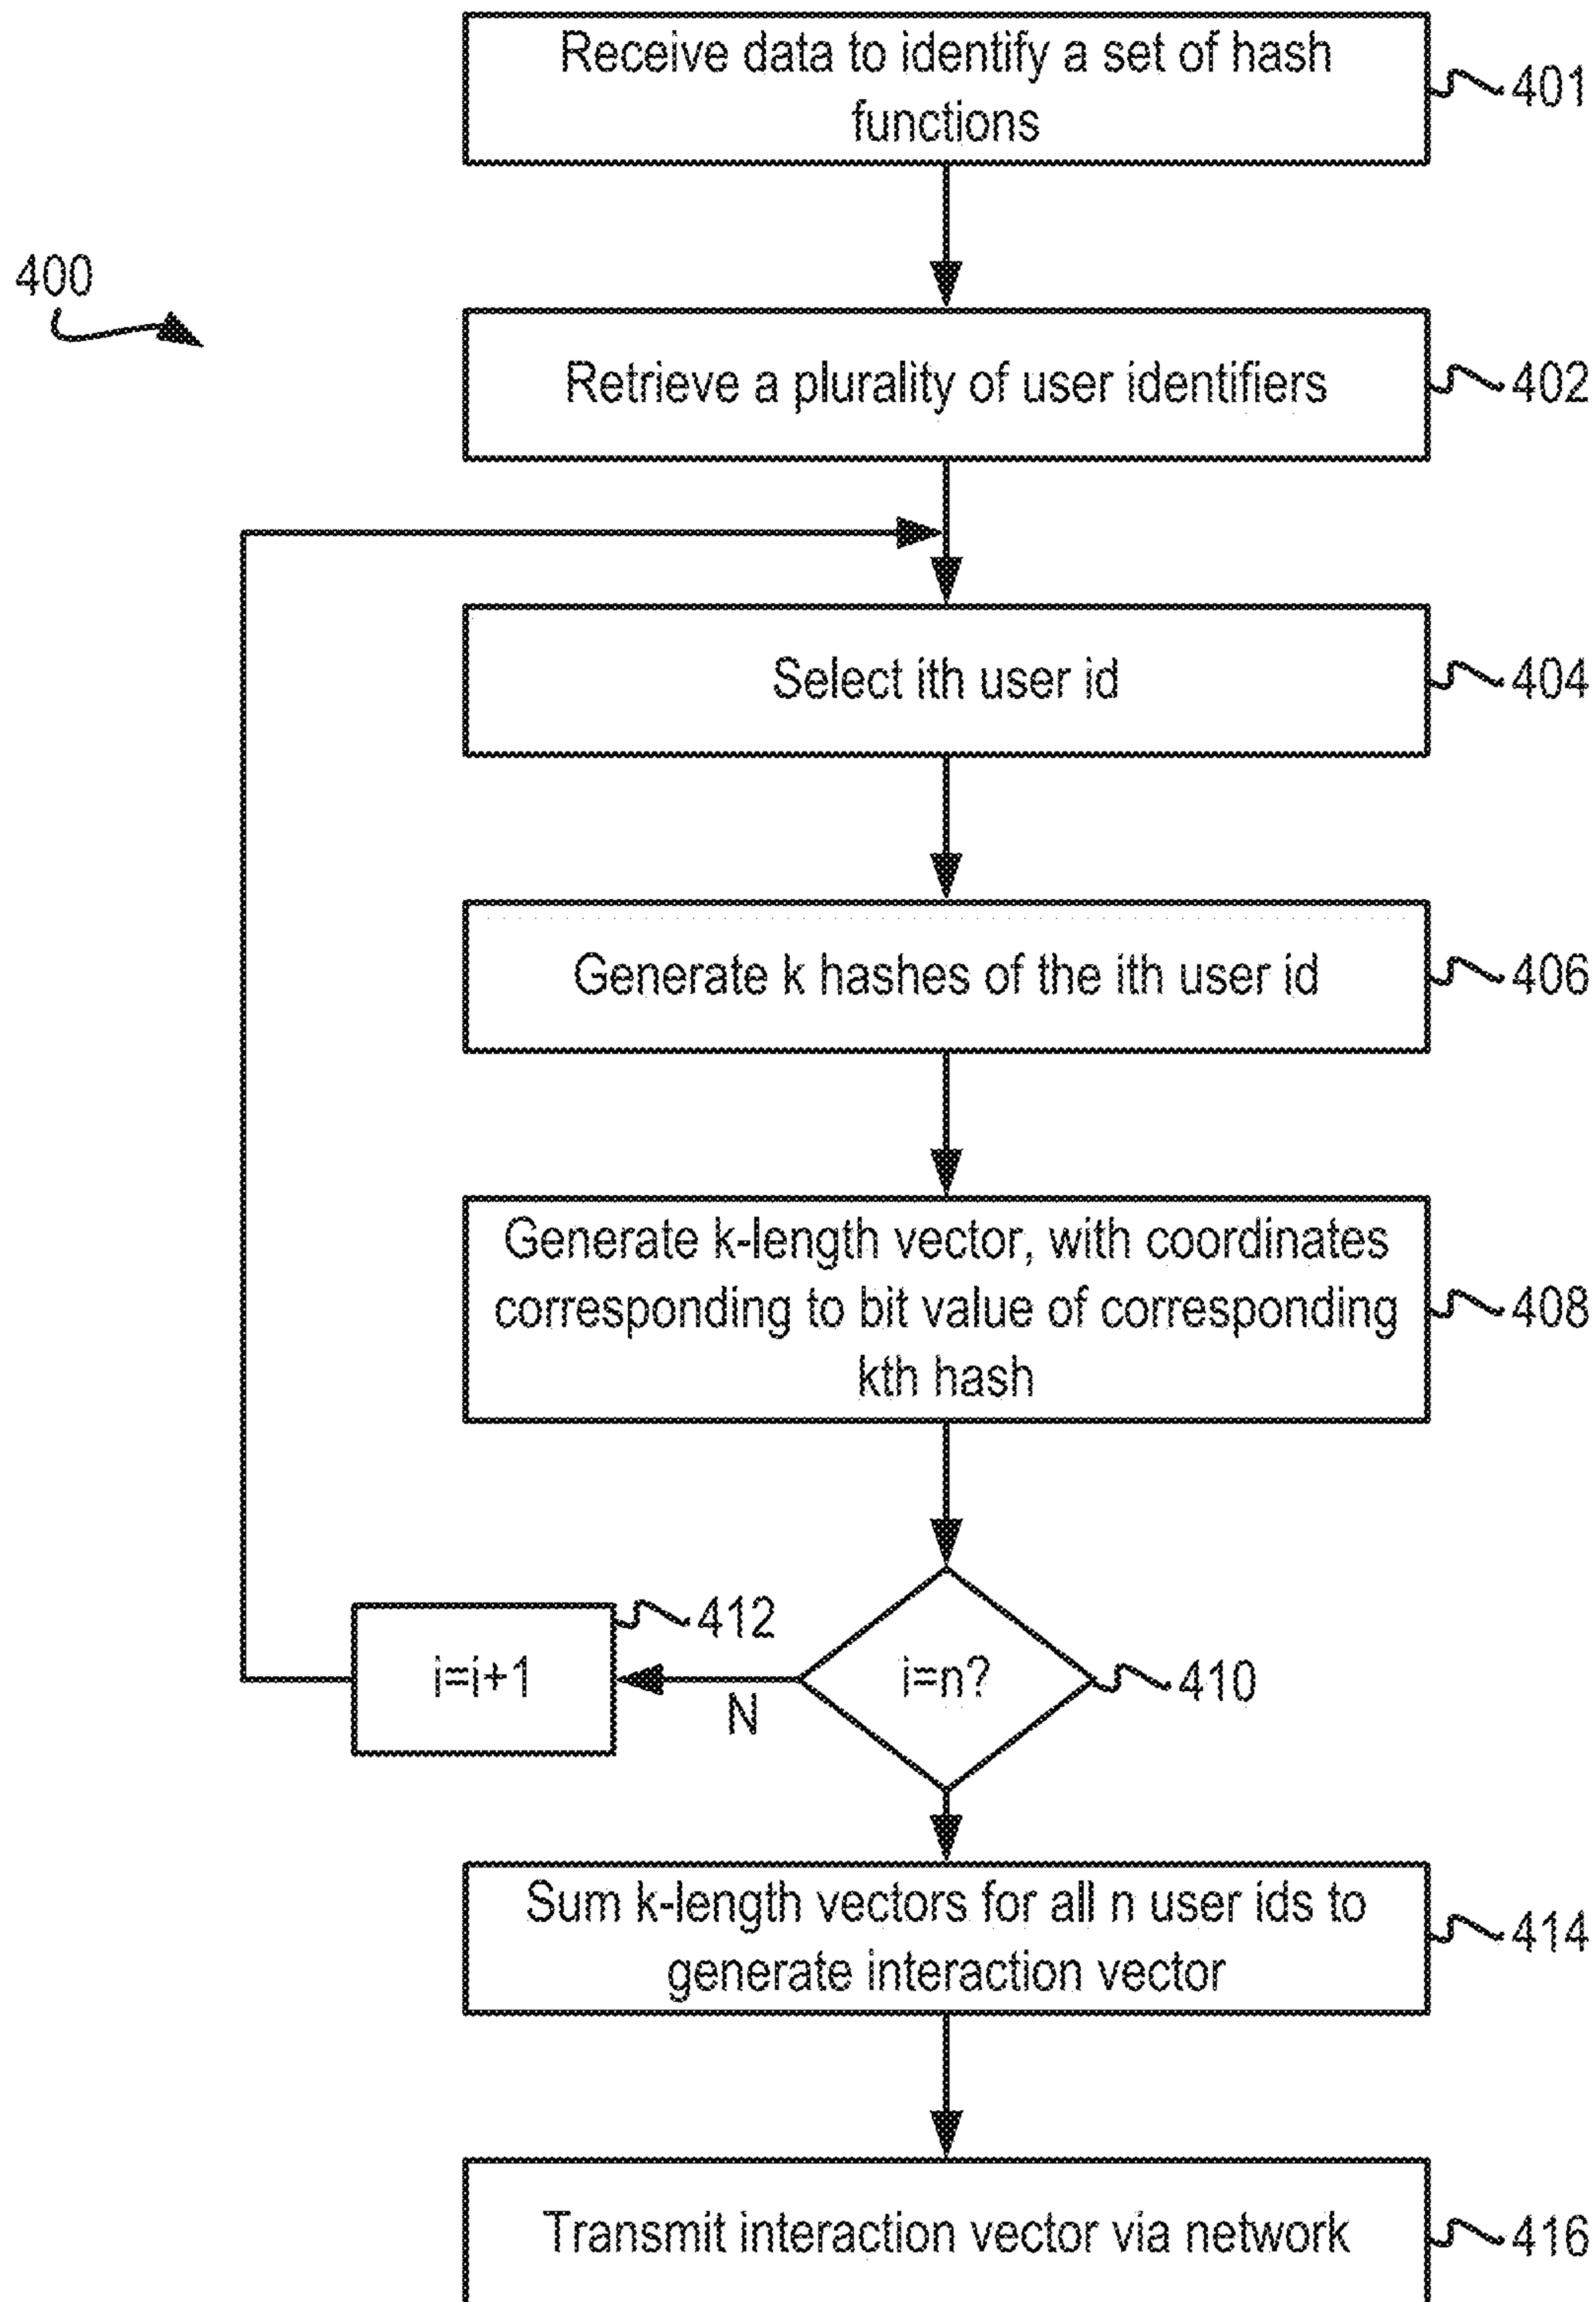 Receive data to identify a set of hash
functions
401
400
Retrieve a plurality of user identifiers
402
Select ith user id
404
Generate k hashes of the ith user id
406
Generate k-length vector, with coordinates
corresponding to bit value of corresponding
kth hash
408
412
i=i+1
N
i=n?
410
Sum k-length vectors for all n user ids to
generate interaction vector
414
Transmit interaction vector via network
416